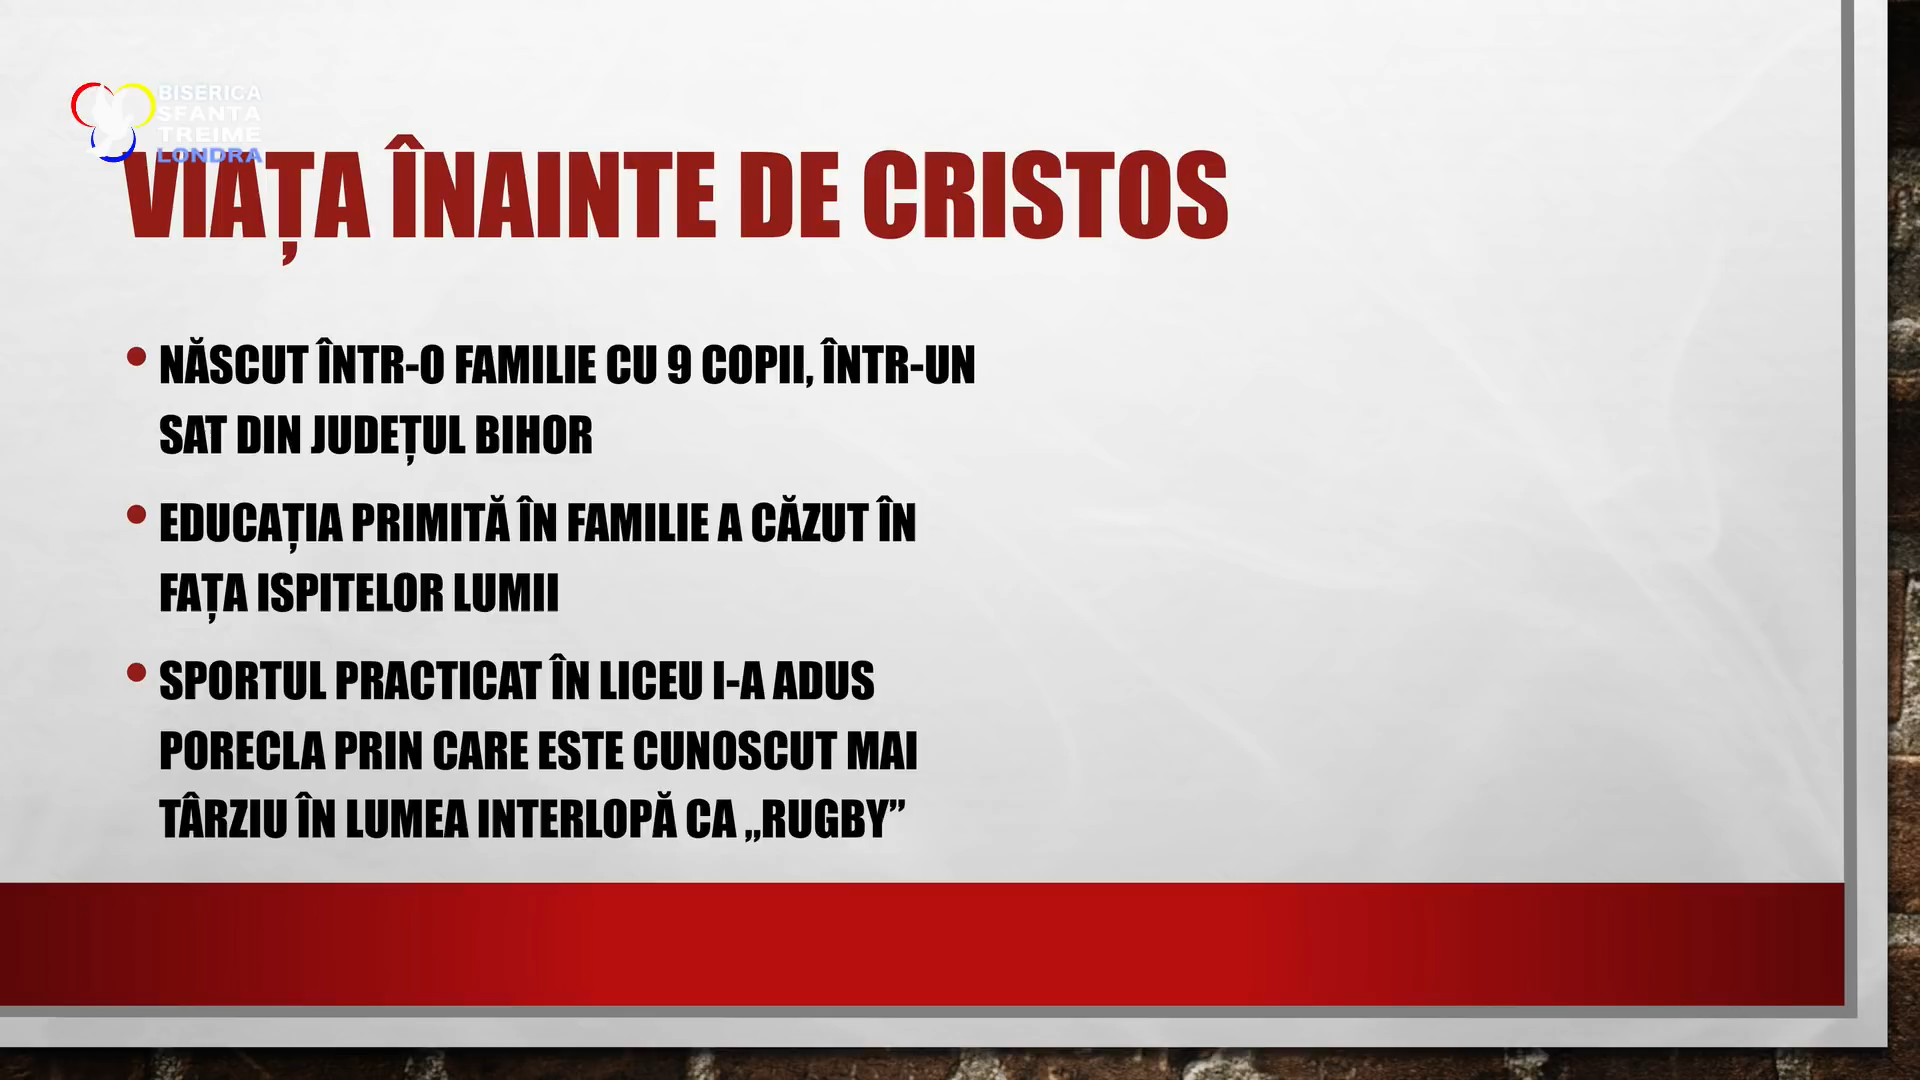 BISERICA
SFANTA
TREIME
LONDRA
VIAȚA ÎNAINTE DE CRISTOS
• NĂSCUT ÎNTR-O FAMILIE CU 9 COPII, ÎNTR-UN
SAT DIN JUDEȚUL BIHOR
• EDUCAȚIA PRIMITĂ ÎN FAMILIE A CĂZUT ÎN
FAȚA ISPITELOR LUMII
• SPORTUL PRACTICAT ÎN LICEU I-A ADUS
PORECLA PRIN CARE ESTE CUNOSCUT MAI
TÂRZIU ÎN LUMEA INTERLOPĂ CA „RUGBY”